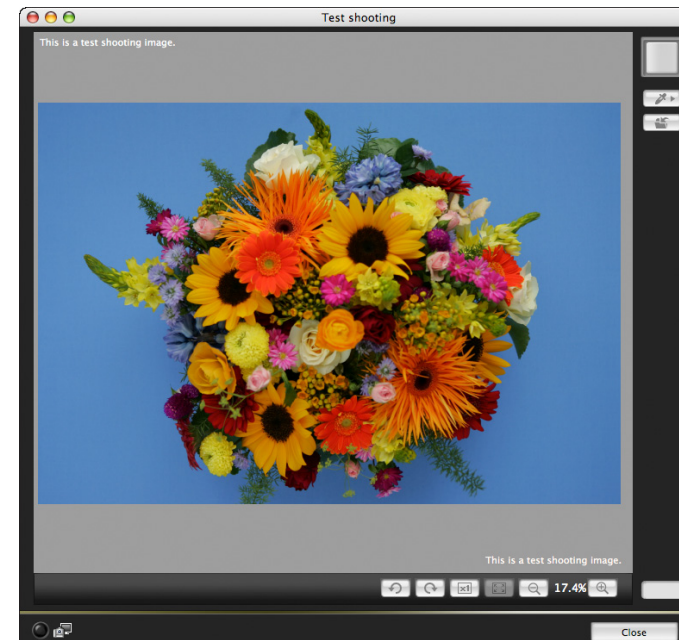 Test shooting
This is a test shooting image.
This is a test shooting image.
x1
17.4%
Close